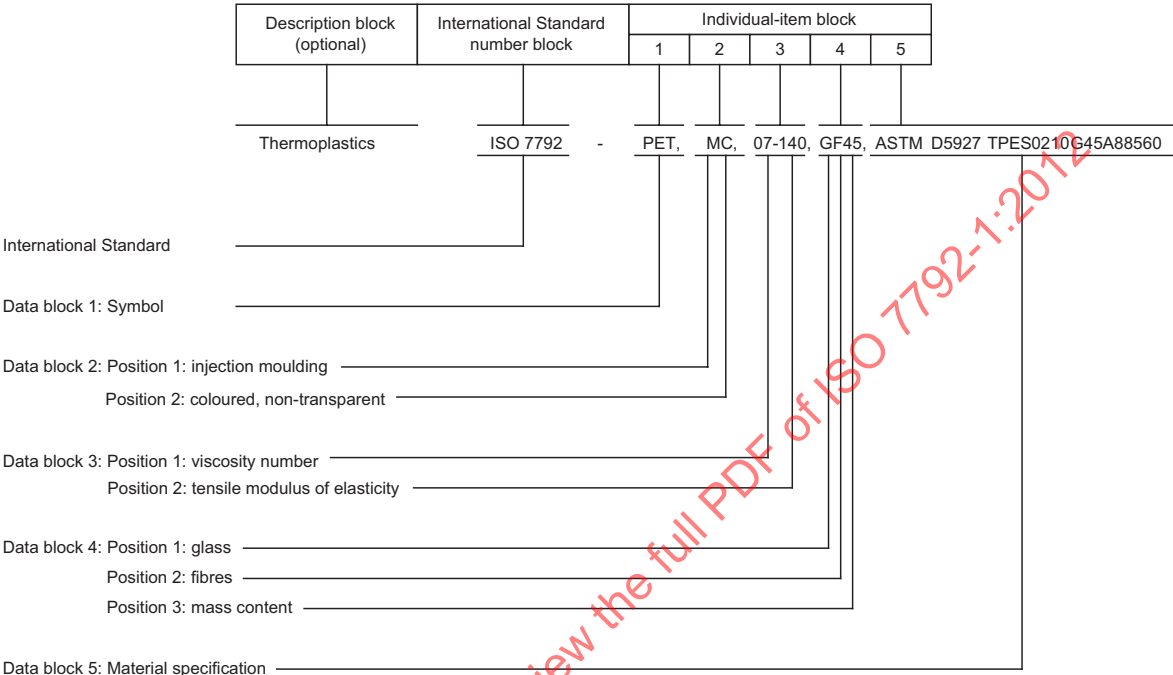 Description block
(optional)
International Standard
number block
Individual-item block
1 2 3 4 5
Thermoplastics ISO 7792 - PET, MC, 07-140, GF45, ASTM D5927 TPES0210G45A88560
International Standard
Data block 1: Symbol
Data block 2: Position 1: injection moulding
Position 2: coloured, non-transparent
Data block 3: Position 1: viscosity number
Position 2: tensile modulus of elasticity
Data block 4: Position 1: glass
Position 2: fibres
Position 3: mass content
Data block 5: Material specification
view the full PDF of ISO 7792-1:2012